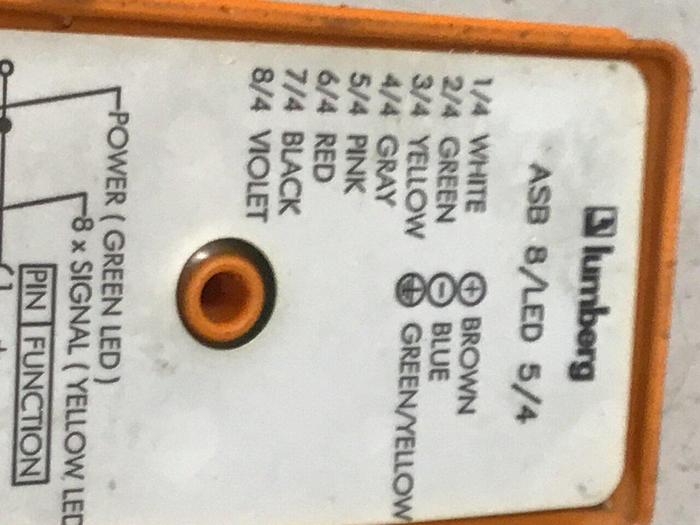 lumberg
ASB 8/LED 5/4
1/4 WHITE ⊕ BROWN
2/4 GREEN ⊖ BLUE
3/4 YELLOW ⏚ GREEN/YELLOW
4/4 GRAY
5/4 PINK
6/4 RED
7/4 BLACK
8/4 VIOLET
POWER ( GREEN LED )
8 x SIGNAL ( YELLOW LED
PIN FUNCTION